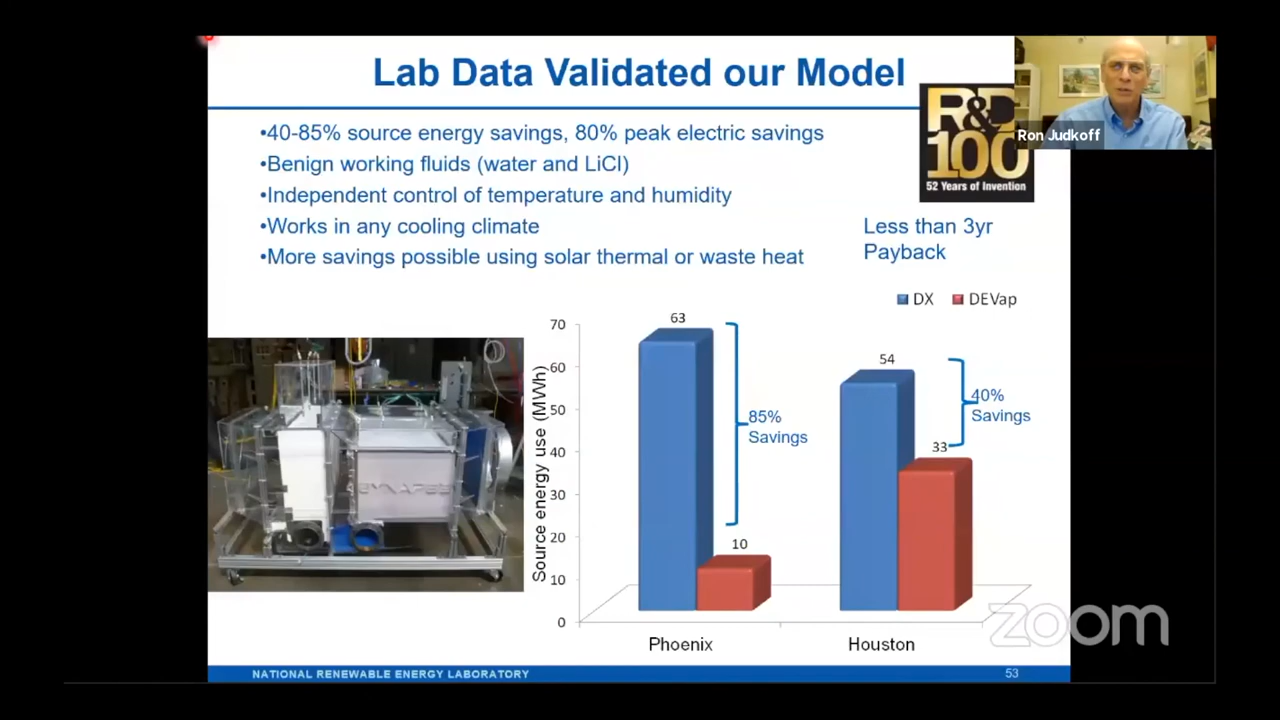 Lab Data Validated our Model
R&D
100
52 Years of Invention
Ron Judkoff
•40-85% source energy savings, 80% peak electric savings
•Benign working fluids (water and LiCl)
•Independent control of temperature and humidity
•Works in any cooling climate
•More savings possible using solar thermal or waste heat
Less than 3yr
Payback
DX DEVap
Source energy use (MWh)
70
60
50
40
30
20
10
0
63
10
85%
Savings
54
33
40%
Savings
Phoenix Houston
zoom
NATIONAL RENEWABLE ENERGY LABORATORY 53